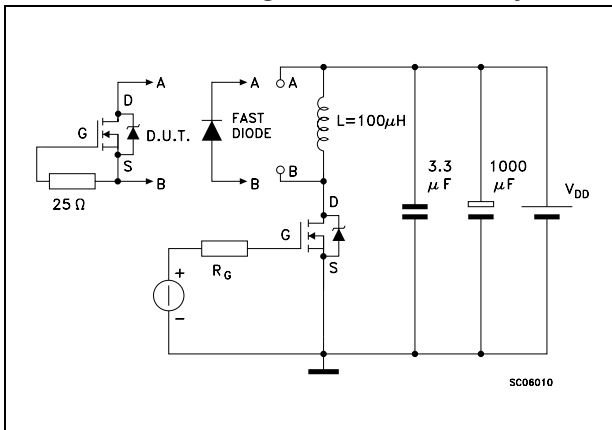 A
A
A
D
G
D.U.T.
FAST
DIODE
L=100μH
S
B
B
B
25 Ω
3.3
μF
1000
μF
VDD
D
G
S
RG
+
−
SC06010